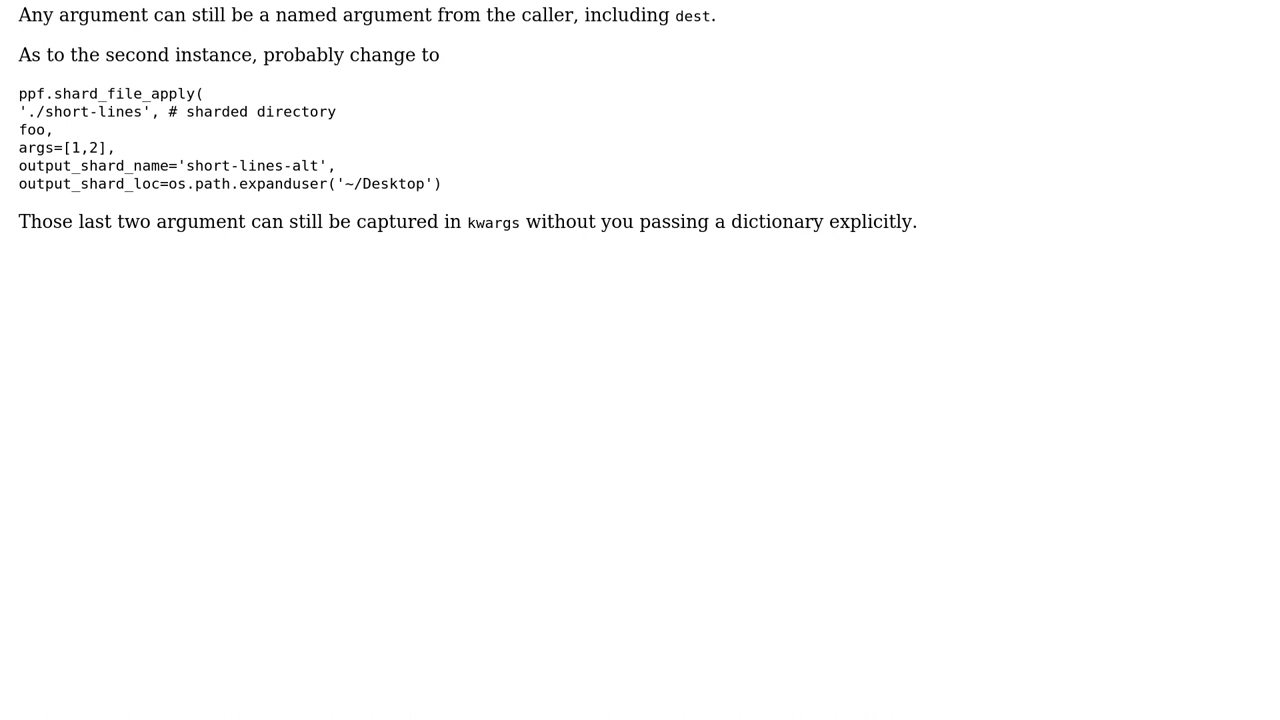 Any argument can still be a named argument from the caller, including dest.
As to the second instance, probably change to
ppf.shard_file_apply(
'./short-lines', # sharded directory
foo,
args=[1,2],
output_shard_name='short-lines-alt',
output_shard_loc=os.path.expanduser('~/Desktop')
Those last two argument can still be captured in kwargs without you passing a dictionary explicitly.